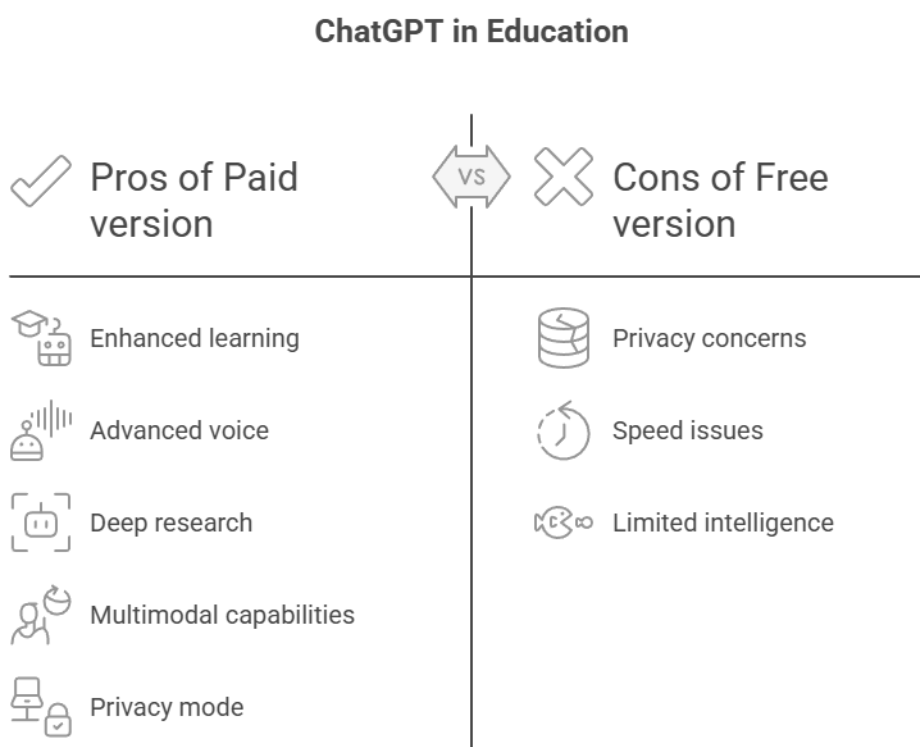 ChatGPT in Education
Pros of Paid
version
VS
Cons of Free
version
Enhanced learning
Advanced voice
Deep research
Multimodal capabilities
Privacy mode
Privacy concerns
Speed issues
Limited intelligence